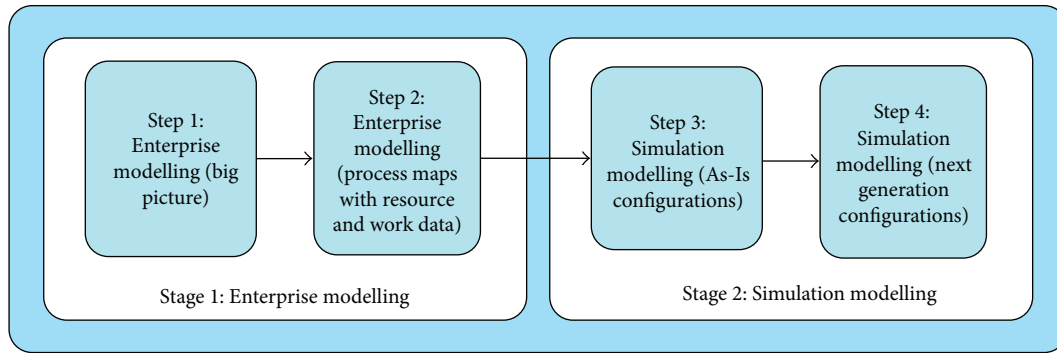 Step 1:
Enterprise
modelling (big
picture)
Step 2:
Enterprise
modelling
(process maps
with resource
and work data)
Step 3:
Simulation
modelling (As-Is
configurations)
Step 4:
Simulation
modelling (next
generation
configurations)
Stage 1: Enterprise modelling
Stage 2: Simulation modelling